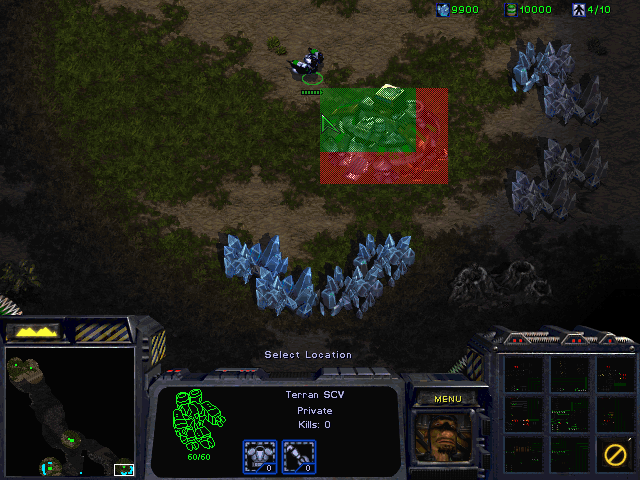 9900 10000 4/10
Select Location
Terran SCV
Private
Kills: 0
60/60
0 0
MENU